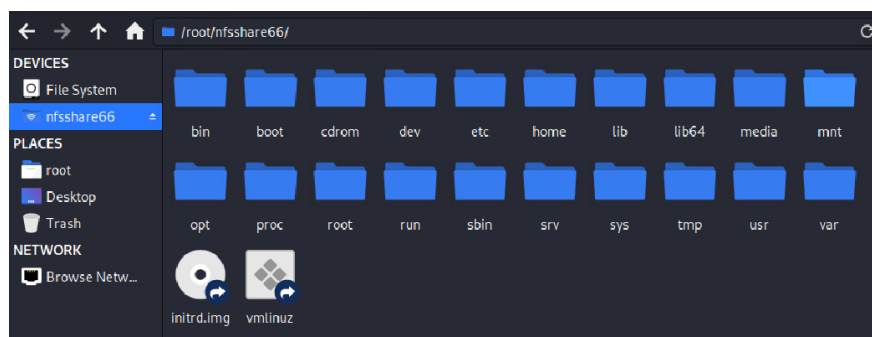 /root/nfsshare66/
DEVICES
File System
nfsshare66
PLACES
root
Desktop
Trash
NETWORK
Browse Netw...
bin boot cdrom dev etc home lib lib64 media mnt
opt proc root run sbin srv sys tmp usr var
initrd.img vmlinuz